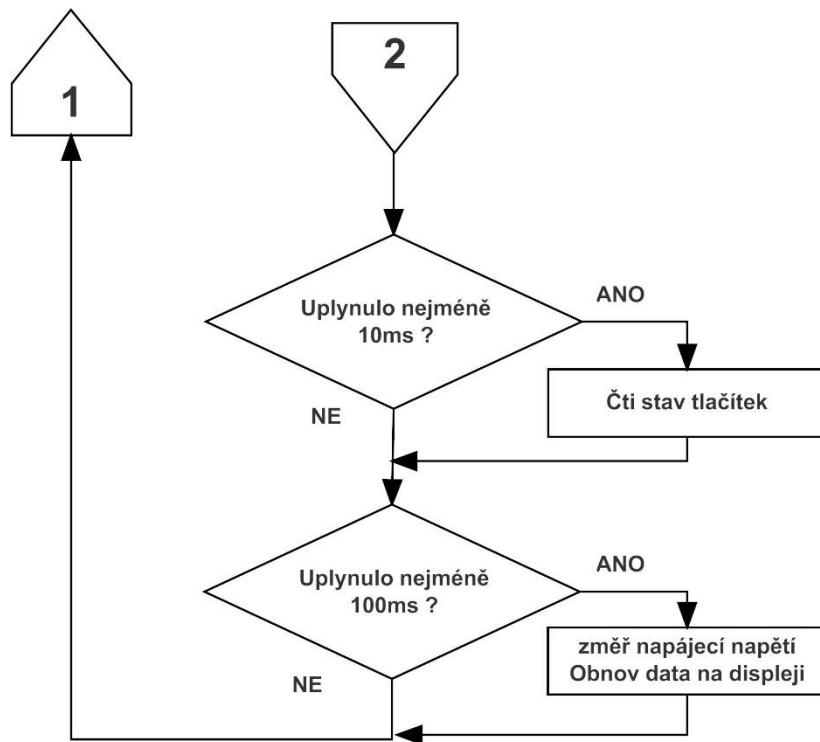 1
2
Uplynulo nejméně
10ms ?
ANO
Čti stav tlačítek
NE
Uplynulo nejméně
100ms ?
ANO
změř napájecí napětí
Obnov data na displeji
NE